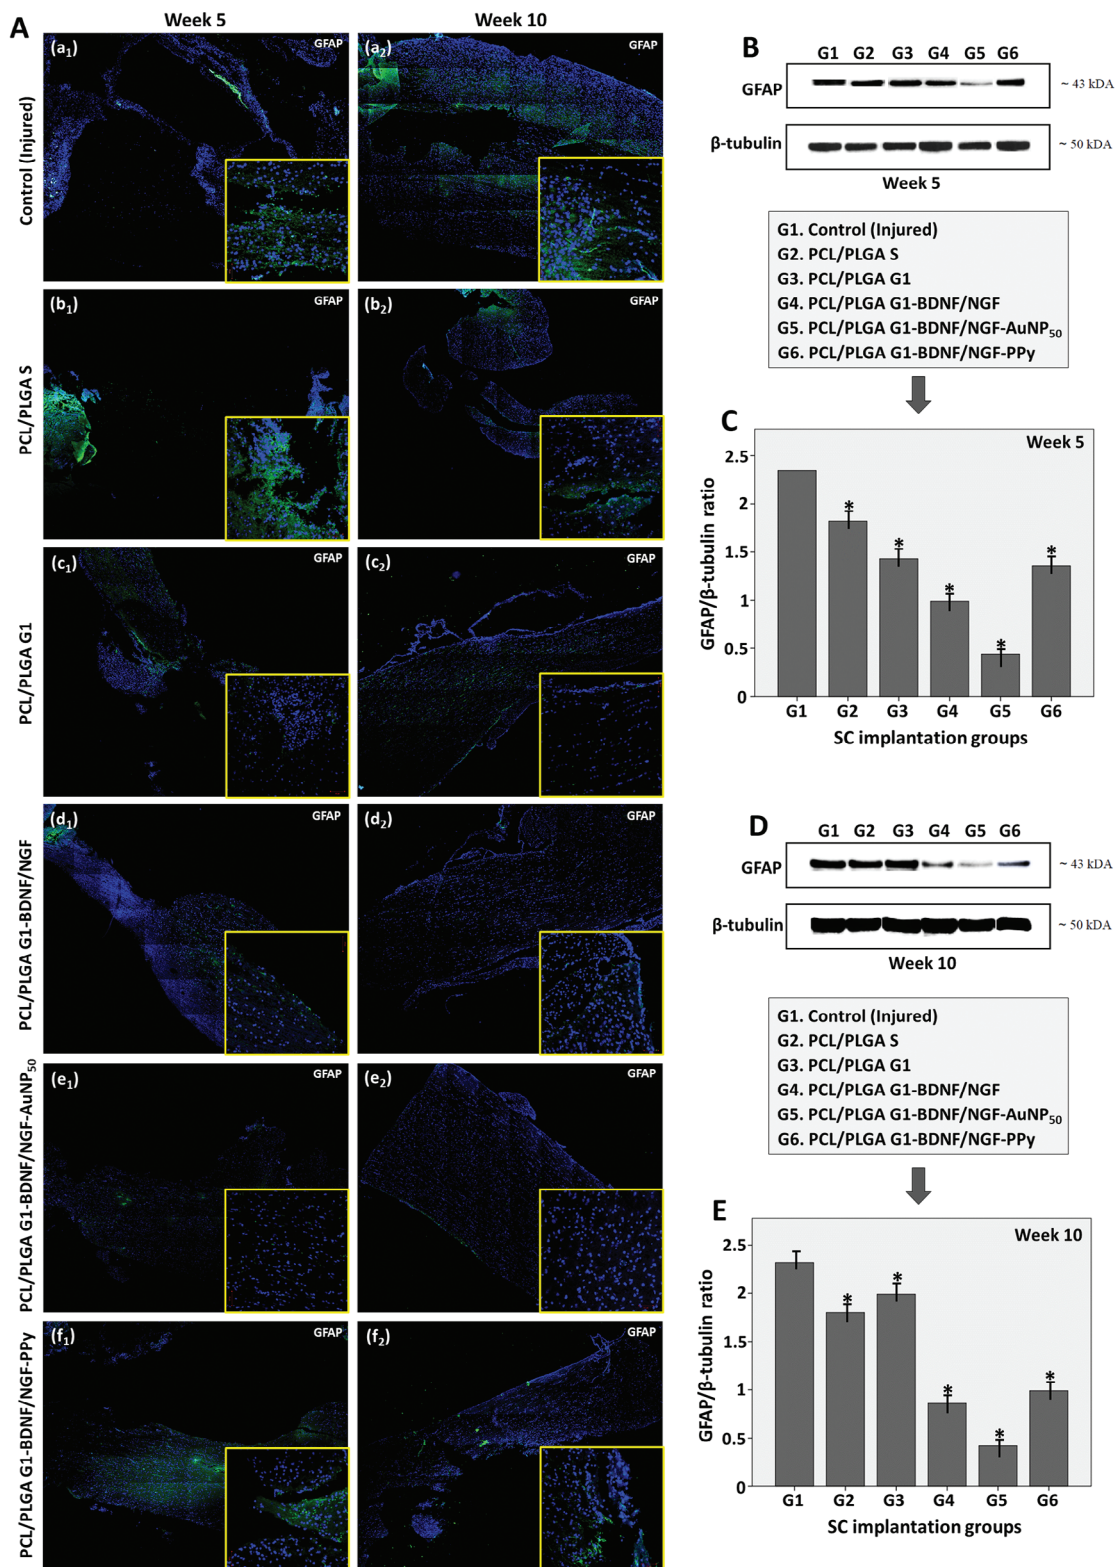 A
Week 5
Week 10
Control (Injured)
(a1)
GFAP
(a2)
GFAP
PCL/PLGA S
(b1)
GFAP
(b2)
GFAP
PCL/PLGA G1
(c1)
GFAP
(c2)
GFAP
PCL/PLGA G1-BDNF/NGF
(d1)
GFAP
(d2)
GFAP
PCL/PLGA G1-BDNF/NGF-AuNP50
(e1)
GFAP
(e2)
GFAP
PCL/PLGA G1-BDNF/NGF-PPy
(f1)
GFAP
(f2)
GFAP
B
G1 G2 G3 G4 G5 G6
GFAP
~ 43 kDA
β-tubulin
~ 50 kDA
Week 5
G1. Control (Injured)
G2. PCL/PLGA S
G3. PCL/PLGA G1
G4. PCL/PLGA G1-BDNF/NGF
G5. PCL/PLGA G1-BDNF/NGF-AuNP50
G6. PCL/PLGA G1-BDNF/NGF-PPy
C
Week 5
GFAP/β-tubulin ratio
2.5
2
1.5
1
0.5
0
* * * * *
G1 G2 G3 G4 G5 G6
SC implantation groups
D
G1 G2 G3 G4 G5 G6
GFAP
~ 43 kDA
β-tubulin
~ 50 kDA
Week 10
G1. Control (Injured)
G2. PCL/PLGA S
G3. PCL/PLGA G1
G4. PCL/PLGA G1-BDNF/NGF
G5. PCL/PLGA G1-BDNF/NGF-AuNP50
G6. PCL/PLGA G1-BDNF/NGF-PPy
E
Week 10
GFAP/β-tubulin ratio
2.5
2
1.5
1
0.5
0
* * * * *
G1 G2 G3 G4 G5 G6
SC implantation groups